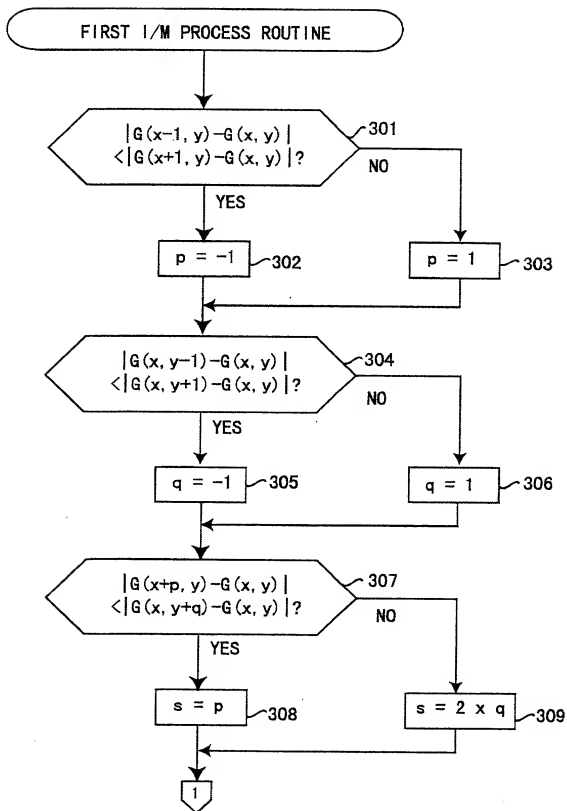 FIRST I/M PROCESS ROUTINE
|G(x-1, y)-G(x, y)|
<|G(x+1, y)-G(x, y)|?
301
NO
YES
p = -1
302
p = 1
303
|G(x, y-1)-G(x, y)|
<|G(x, y+1)-G(x, y)|?
304
NO
YES
q = -1
305
q = 1
306
|G(x+p, y)-G(x, y)|
<|G(x, y+q)-G(x, y)|?
307
NO
YES
s = p
308
s = 2 x q
309
1